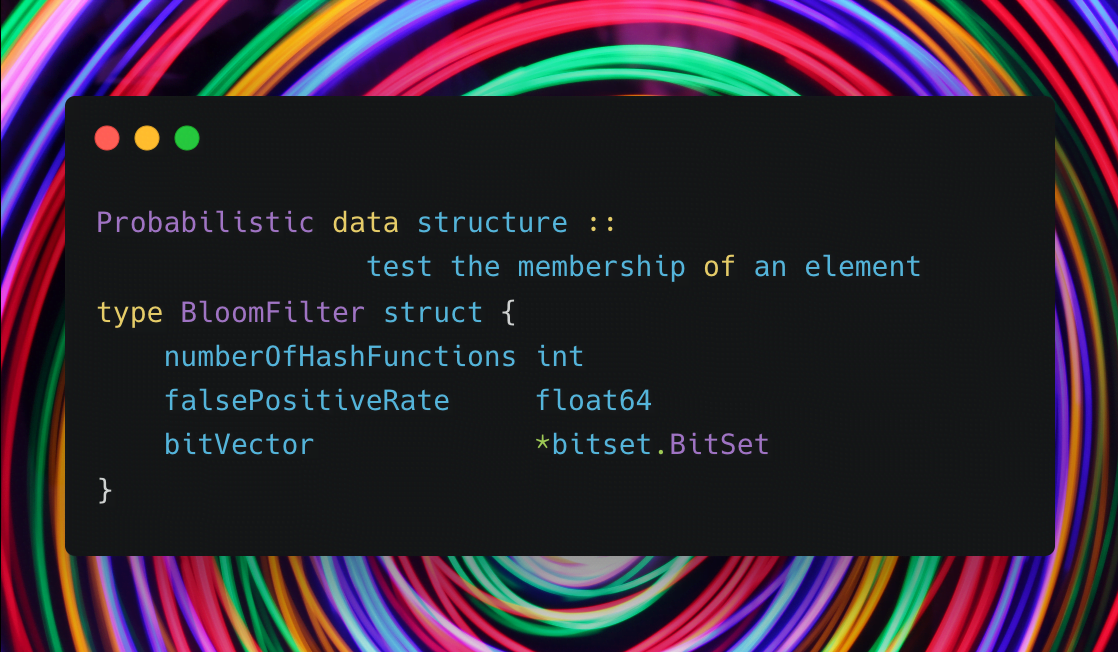 Probabilistic data structure ::
test the membership of an element
type BloomFilter struct {
numberOfHashFunctions int
falsePositiveRate float64
bitVector *bitset.BitSet
}